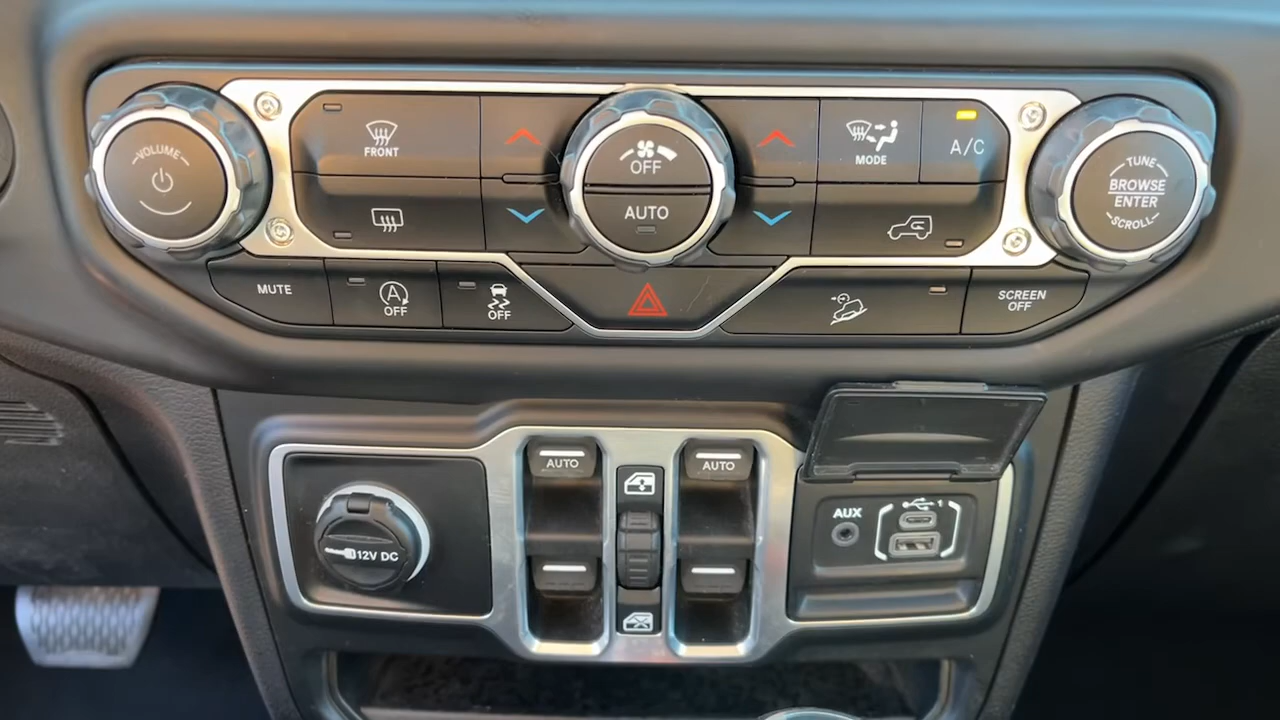 VOLUME
FRONT
OFF
AUTO
MODE
A/C
TUNE
BROWSE
ENTER
SCROLL
MUTE
A
OFF
OFF
SCREEN
OFF
AUTO
AUTO
12V DC
AUX
1